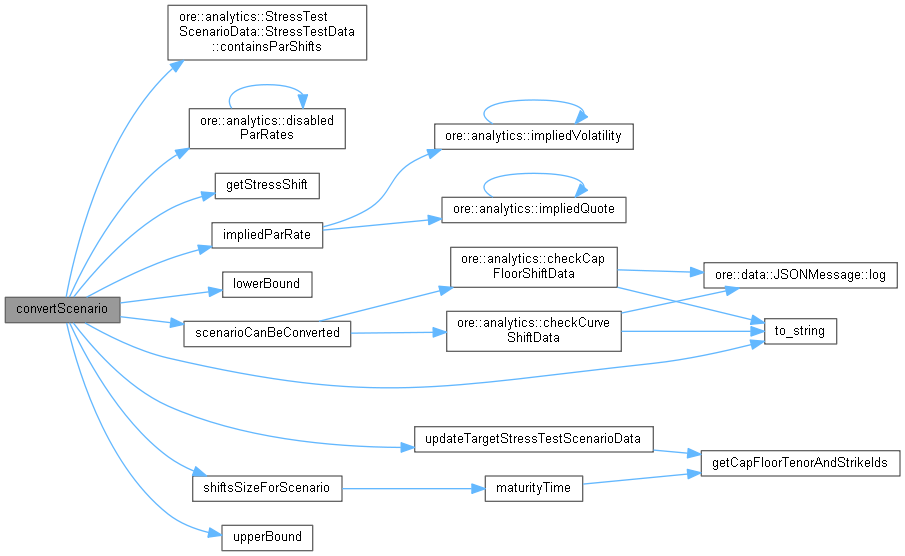 convertScenario
ore::analytics::StressTest
ScenarioData::StressTestData
::containsParShifts
ore::analytics::disabled
ParRates
getStressShift
impliedParRate
lowerBound
scenarioCanBeConverted
shiftsSizeForScenario
upperBound
ore::analytics::impliedVolatility
ore::analytics::impliedQuote
ore::analytics::checkCap
FloorShiftData
ore::analytics::checkCurve
ShiftData
updateTargetStressTestScenarioData
maturityTime
ore::data::JSONMessage::log
to_string
getCapFloorTenorAndStrikeIds